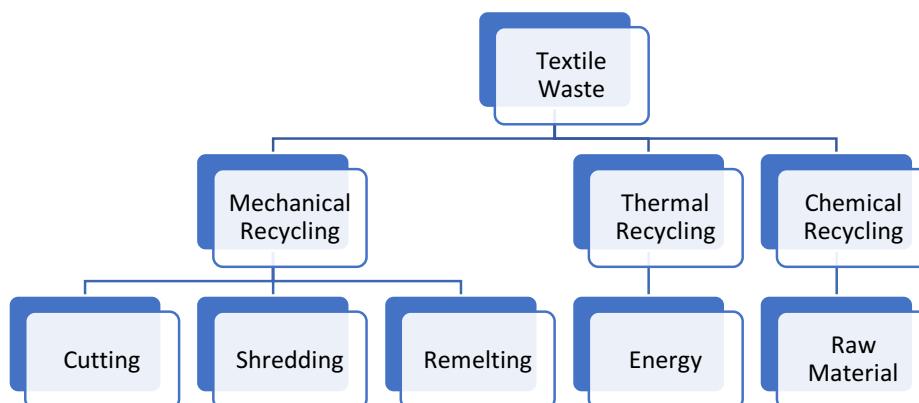 Textile
Waste
Mechanical
Recycling
Thermal
Recycling
Chemical
Recycling
Cutting
Shredding
Remelting
Energy
Raw
Material